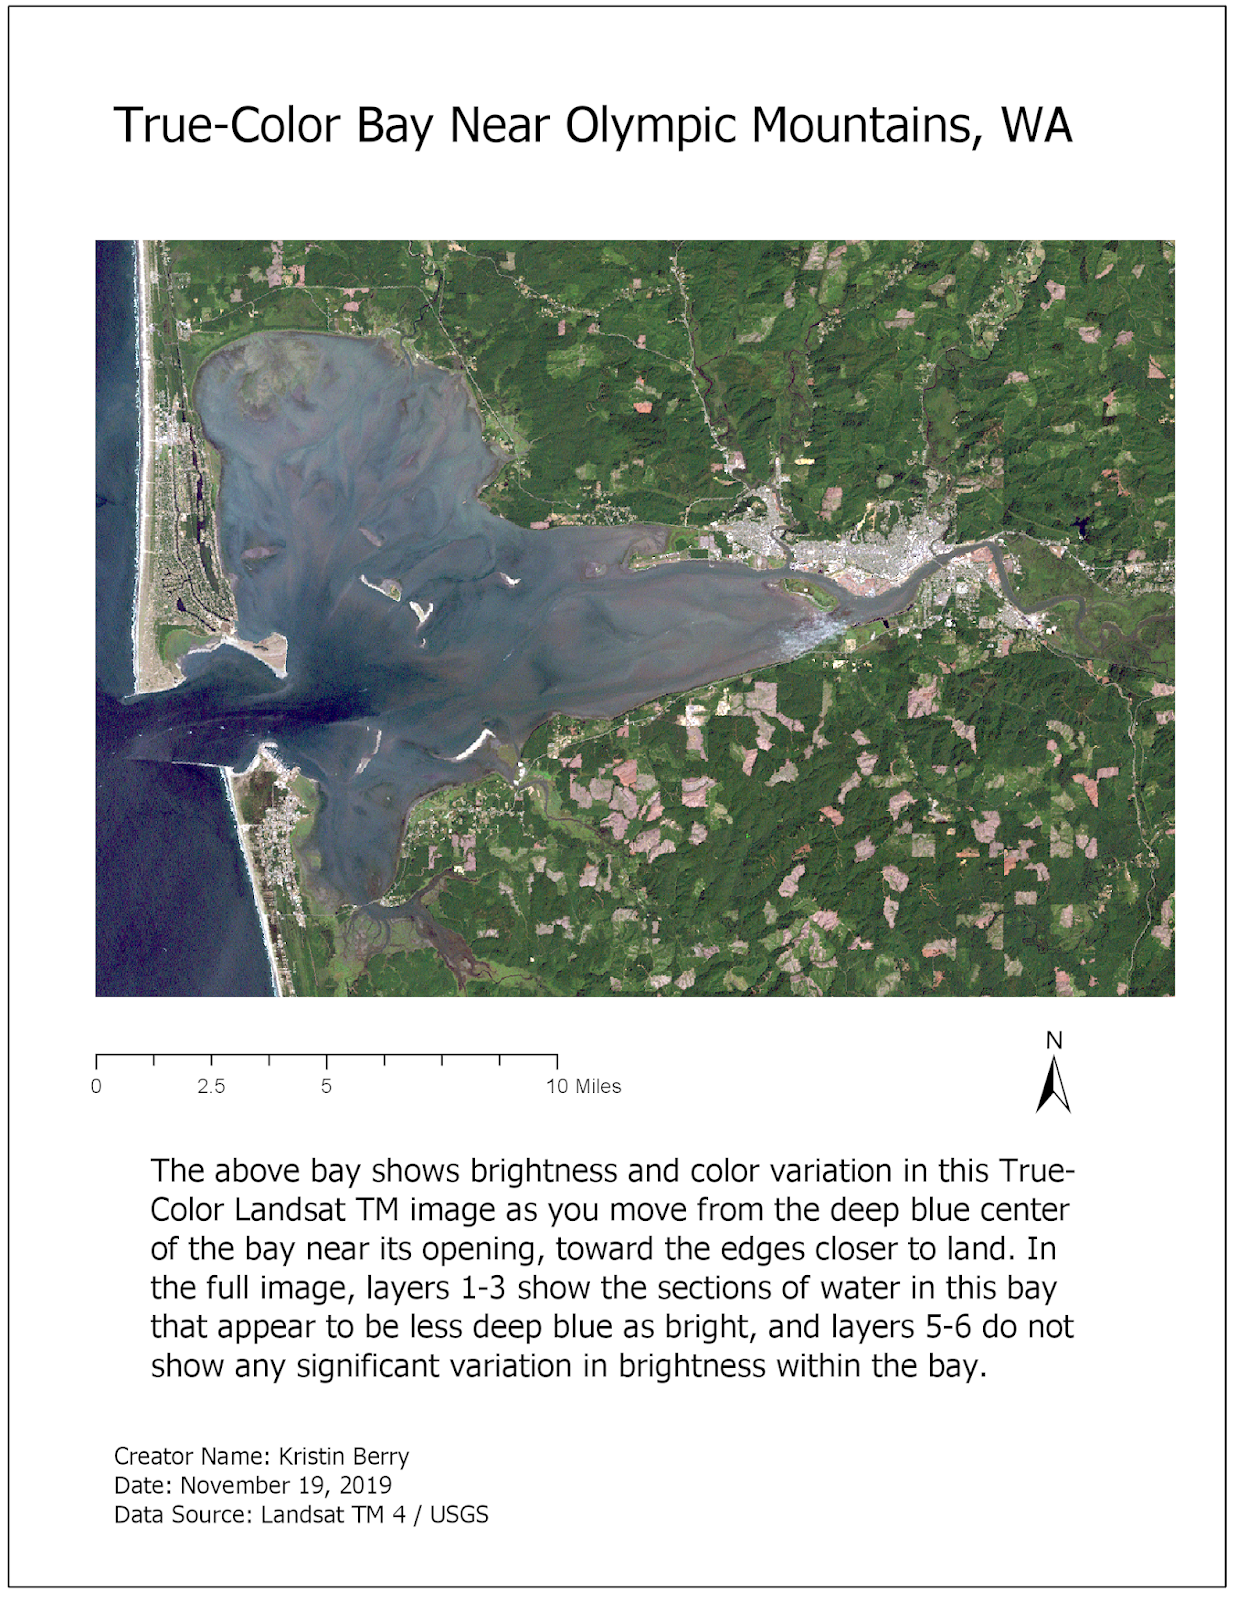 True-Color Bay Near Olympic Mountains, WA
0 2.5 5 10 Miles
N
The above bay shows brightness and color variation in this True-
Color Landsat TM image as you move from the deep blue center
of the bay near its opening, toward the edges closer to land. In
the full image, layers 1-3 show the sections of water in this bay
that appear to be less deep blue as bright, and layers 5-6 do not
show any significant variation in brightness within the bay.
Creator Name: Kristin Berry
Date: November 19, 2019
Data Source: Landsat TM 4 / USGS